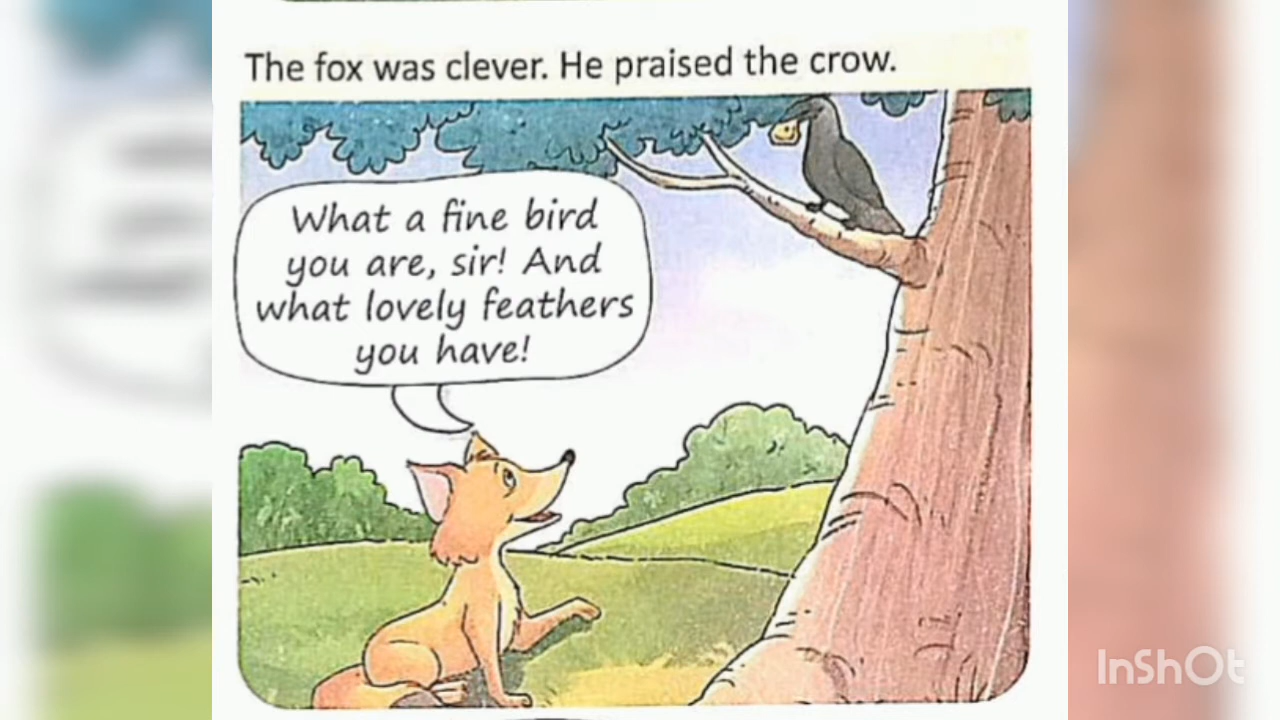 The fox was clever. He praised the crow.
What a fine bird
you are, sir! And
what lovely feathers
you have!
InShOt